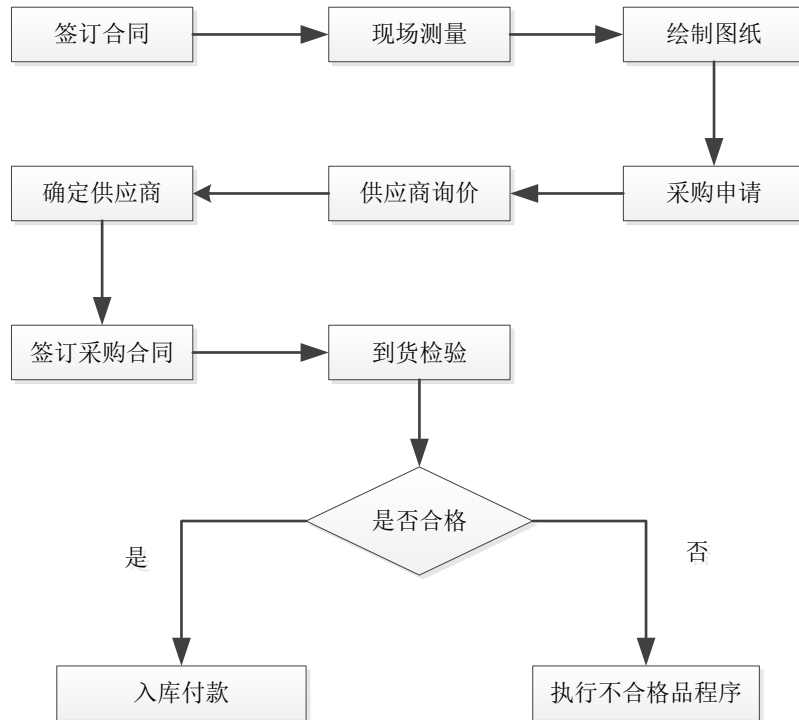 签订合同
现场测量
绘制图纸
确定供应商
供应商询价
采购申请
签订采购合同
到货检验
是否合格
是
否
入库付款
执行不合格品程序